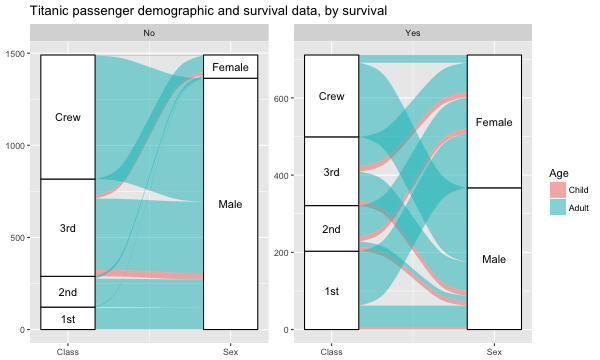 Titanic passenger demographic and survival data, by survival
No
Yes
1500
1000
500
0
Crew
3rd
2nd
1st
Female
Male
Class
Sex
600
400
200
0
Crew
3rd
2nd
1st
Female
Male
Class
Sex
Age
Child
Adult